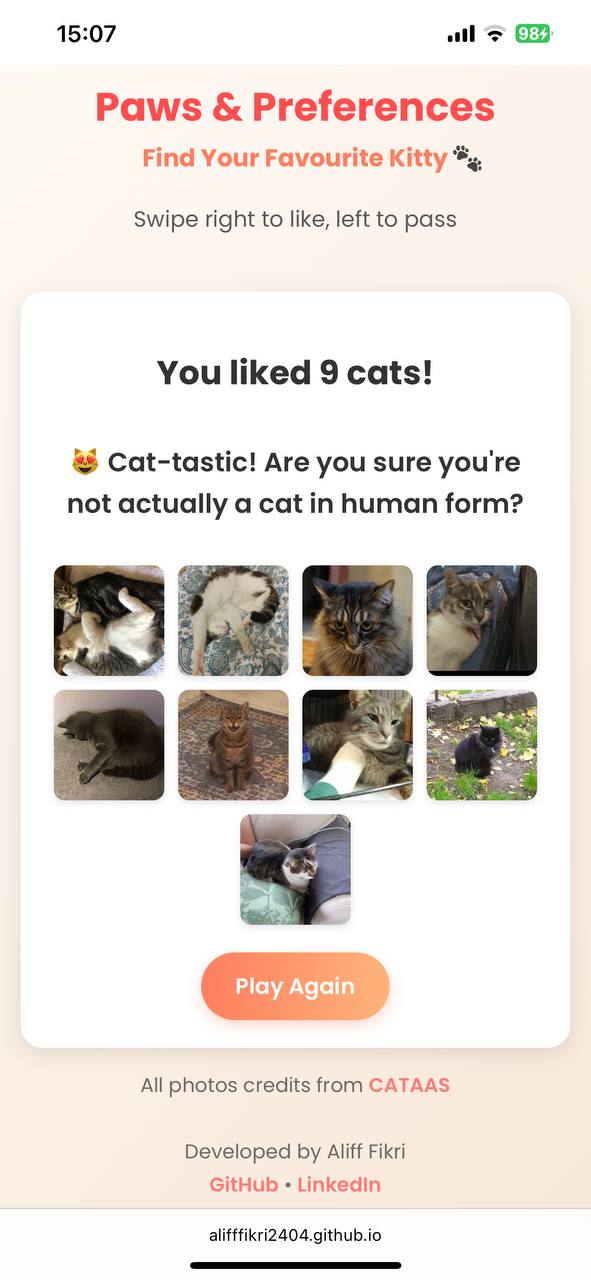 15:07
98
Paws & Preferences
Find Your Favourite Kitty 🐾
Swipe right to like, left to pass
You liked 9 cats!
😻 Cat-tastic! Are you sure you're
not actually a cat in human form?
Play Again
All photos credits from CATAAS
Developed by Aliff Fikri
GitHub • LinkedIn
alifffikri2404.github.io